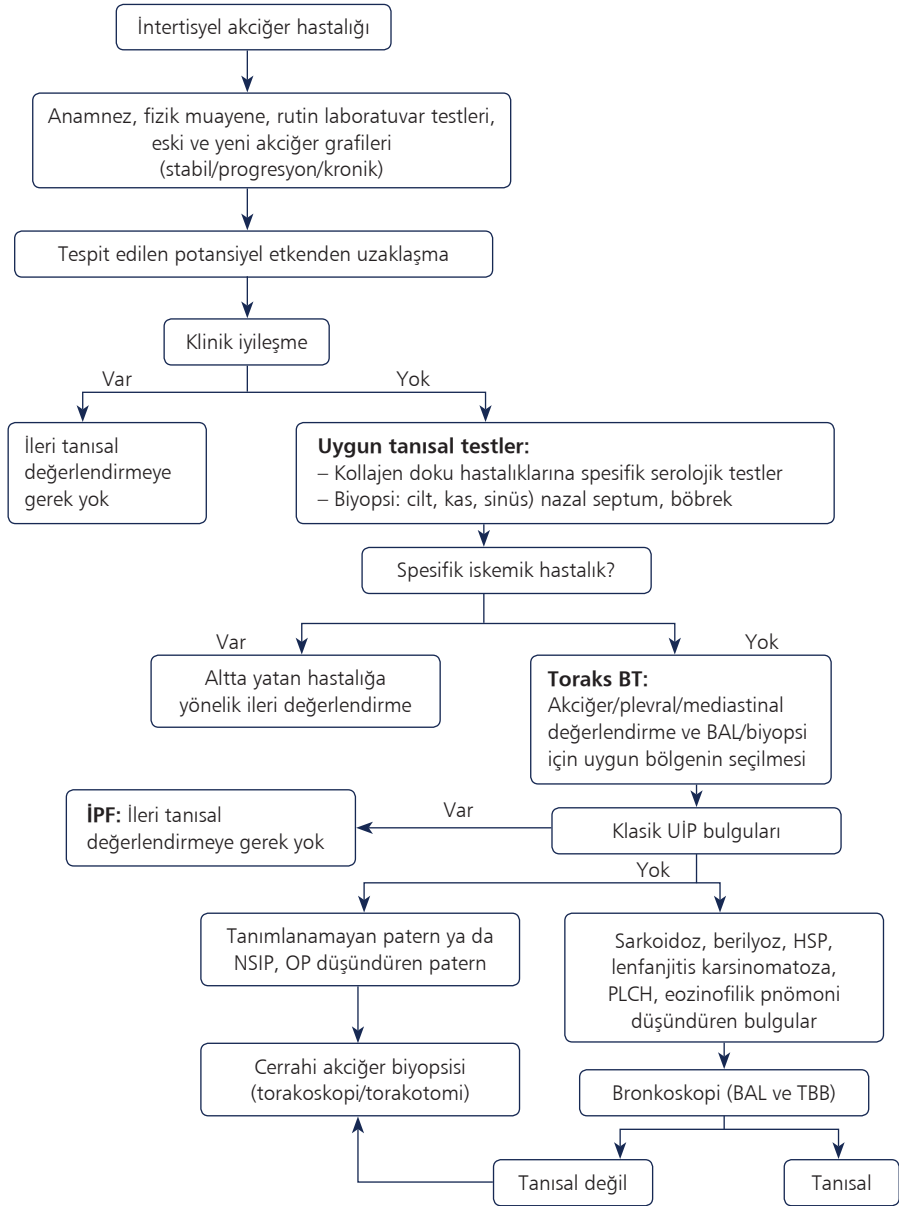 İntertisyel akciğer hastalığı
Anamnez, fizik muayene, rutin laboratuvar testleri,
eski ve yeni akciğer grafileri
(stabil/progresyon/kronik)
Tespit edilen potansiyel etkenden uzaklaşma
Klinik iyileşme
Var
Yok
İleri tanısal
değerlendirmeye
gerek yok
Uygun tanısal testler:
– Kollajen doku hastalıklarına spesifik serolojik testler
– Biyopsi: cilt, kas, sinüs) nazal septum, böbrek
Spesifik iskemik hastalık?
Var
Yok
Altta yatan hastalığa
yönelik ileri değerlendirme
Toraks BT:
Akciğer/plevral/mediastinal
değerlendirme ve BAL/biyopsi
için uygun bölgenin seçilmesi
İPF: İleri tanısal
değerlendirmeye gerek yok
Var
Klasik UİP bulguları
Yok
Tanımlanamayan patern ya da
NSIP, OP düşündüren patern
Sarkoidoz, berilyoz, HSP,
lenfanjitis karsinomatoza,
PLCH, eozinofilik pnömoni
düşündüren bulgular
Cerrahi akciğer biyopsisi
(torakoskopi/torakotomi)
Bronkoskopi (BAL ve TBB)
Tanısal değil
Tanısal